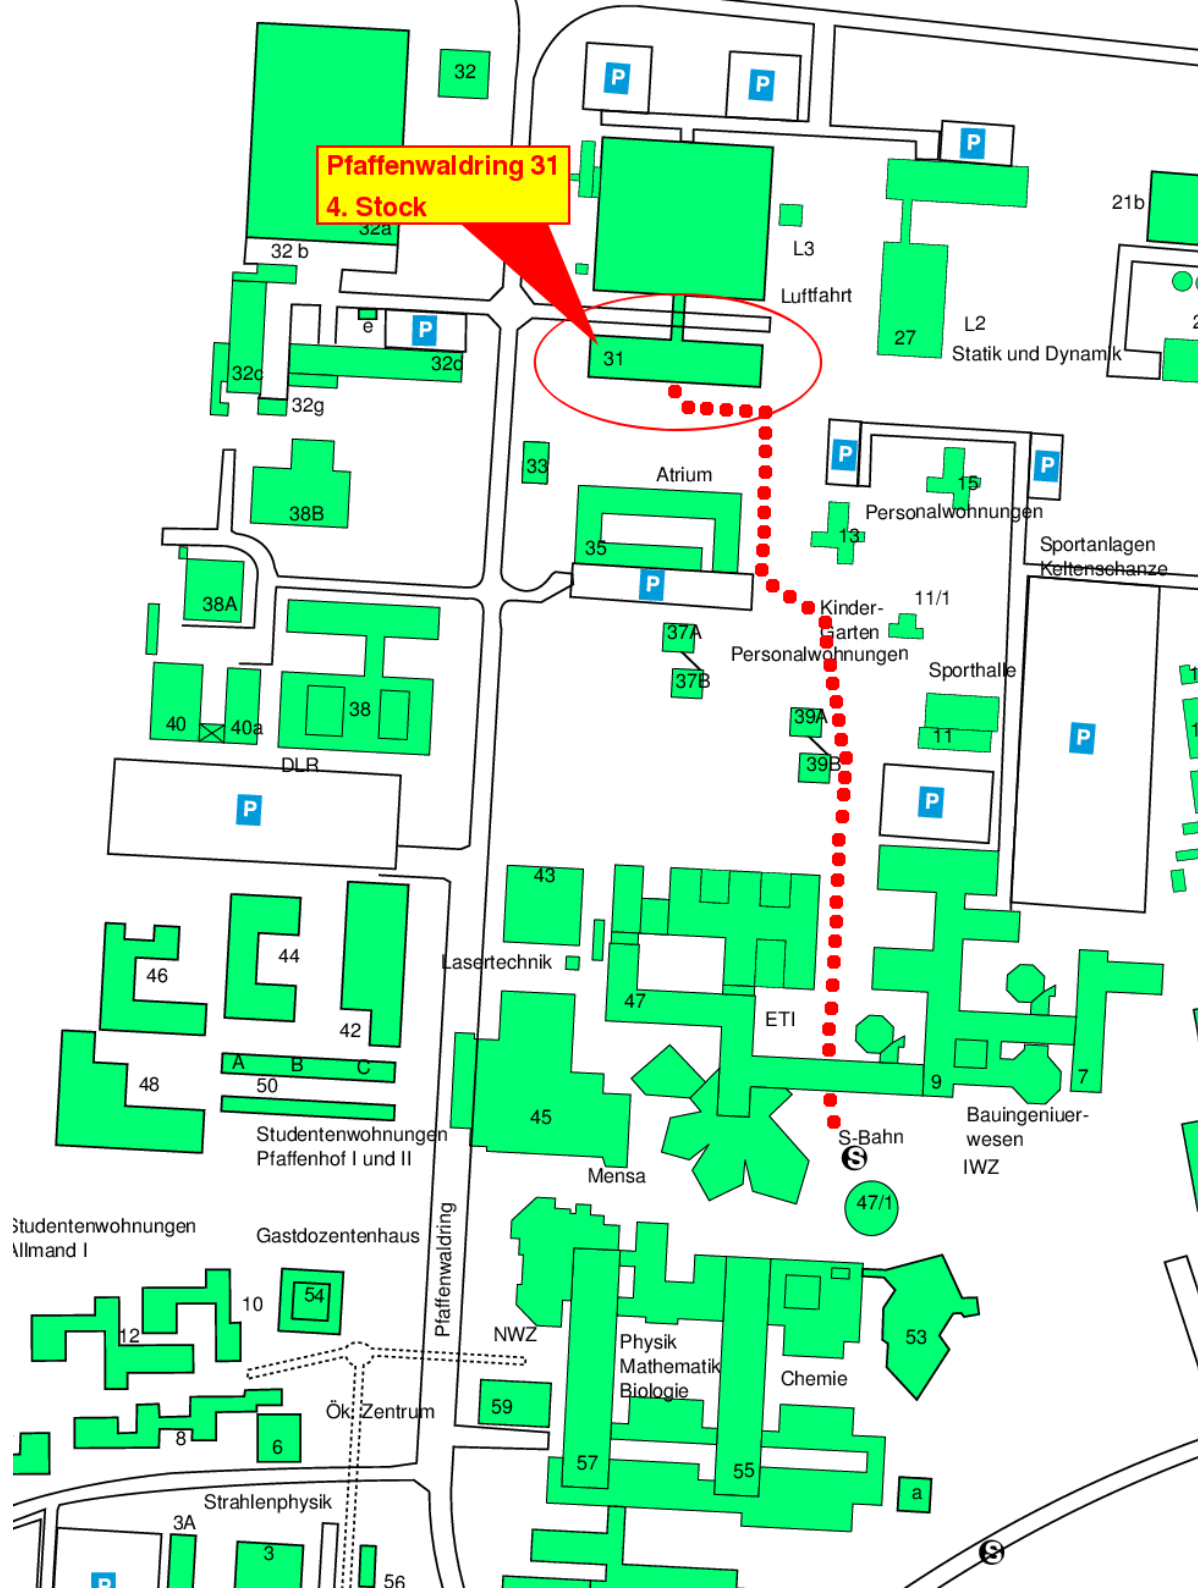 32
P
P
P
Pfaffenwaldring 31
4. Stock
32a
21b
32 b
L3
Luftfahrt
e
P
27
L2
Statik und Dynamik
31
32d
32c
32g
33
Atrium
P
P
15
38B
Personalwohnungen
13
35
Sportanlagen
Keltenschanze
P
38A
11/1
Kinder-
Garten
37A
Personalwohnungen
Sporthalle
37B
38
39A
40
40a
11
P
DLR
39B
P
P
43
44
46
Lasertechnik
47
ETI
42
A
B
C
50
48
9
7
45
Bauingeniuer-
wesen
IWZ
Studentenwohnungen
Pfaffenhof I und II
S-Bahn
S
Mensa
47/1
Studentenwohnungen
Allmand I
Gastdozentenhaus
Pfaffenwaldring
54
10
12
NWZ
Physik
Mathematik
Biologie
53
Chemie
59
Ök. Zentrum
8
6
57
55
a
Strahlenphysik
3A
3
S
56
P